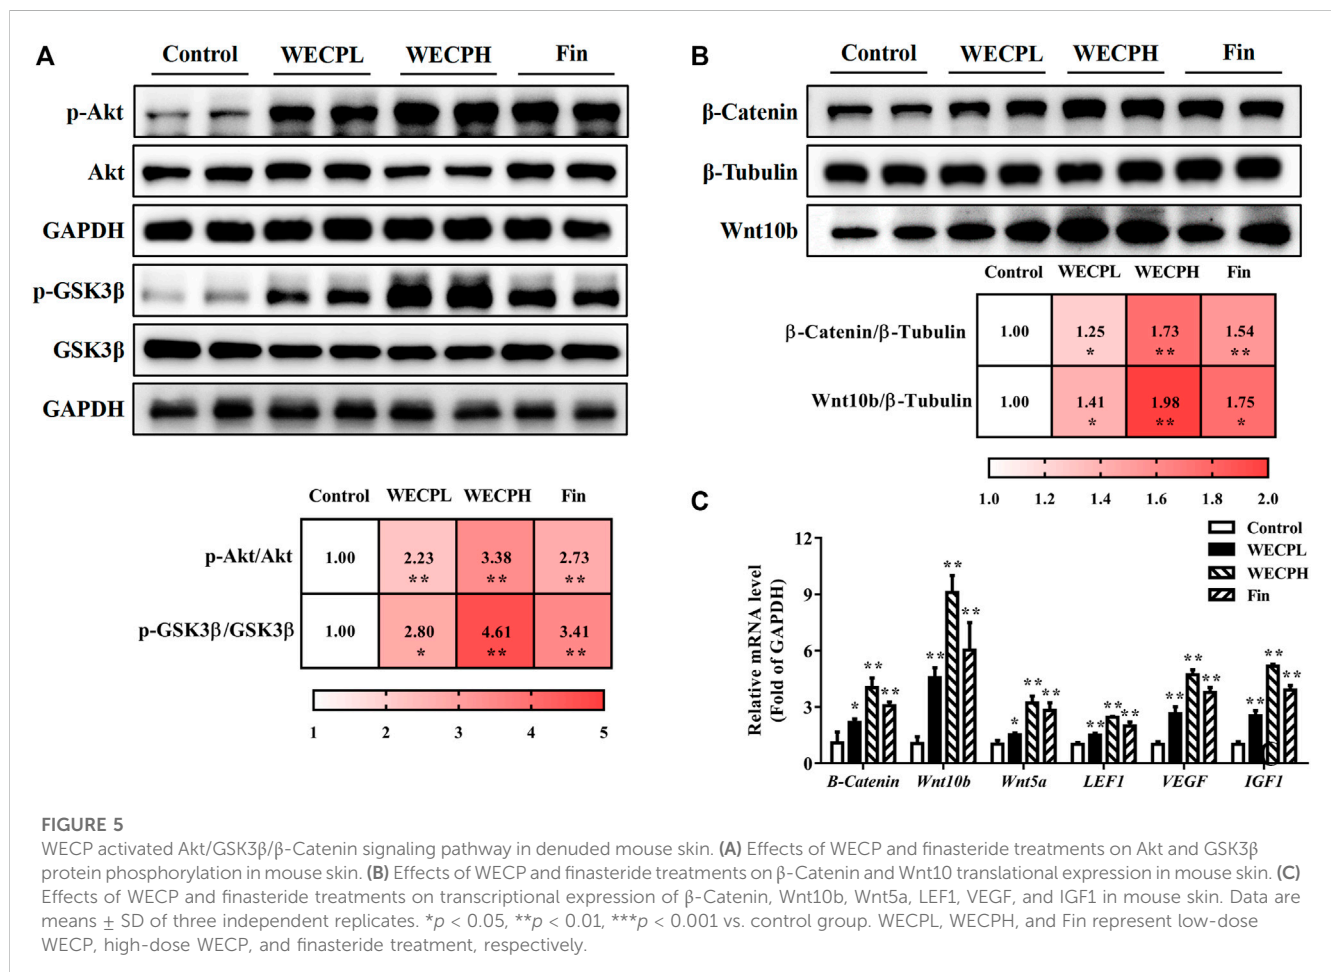 A
Control WECPL WECPH Fin
p-Akt
Akt
GAPDH
p-GSK3β
GSK3β
GAPDH
Control WECPL WECPH Fin
p-Akt/Akt 1.00 2.23 3.38 2.73
** ** **
p-GSK3β/GSK3β 1.00 2.80 4.61 3.41
* ** **
1 2 3 4 5
B
Control WECPL WECPH Fin
β-Catenin
β-Tubulin
Wnt10b
Control WECPL WECPH Fin
β-Catenin/β-Tubulin 1.00 1.25 1.73 1.54
* ** **
Wnt10b/β-Tubulin 1.00 1.41 1.98 1.75
* ** *
1.0 1.2 1.4 1.6 1.8 2.0
C
Control
WECPL
WECPH
Fin
Relative mRNA level
(Fold of GAPDH)
12
9
6
3
0
* ** **
** ** **
* ** **
** ** **
** ** **
** ** **
B-Catenin Wnt10b Wnt5a LEF1 VEGF IGF1
FIGURE 5
WECP activated Akt/GSK3β/β-Catenin signaling pathway in denuded mouse skin. (A) Effects of WECP and finasteride treatments on Akt and GSK3β
protein phosphorylation in mouse skin. (B) Effects of WECP and finasteride treatments on β-Catenin and Wnt10 translational expression in mouse skin. (C)
Effects of WECP and finasteride treatments on transcriptional expression of β-Catenin, Wnt10b, Wnt5a, LEF1, VEGF, and IGF1 in mouse skin. Data are
means ± SD of three independent replicates. *p < 0.05, **p < 0.01, ***p < 0.001 vs. control group. WECPL, WECPH, and Fin represent low-dose
WECP, high-dose WECP, and finasteride treatment, respectively.